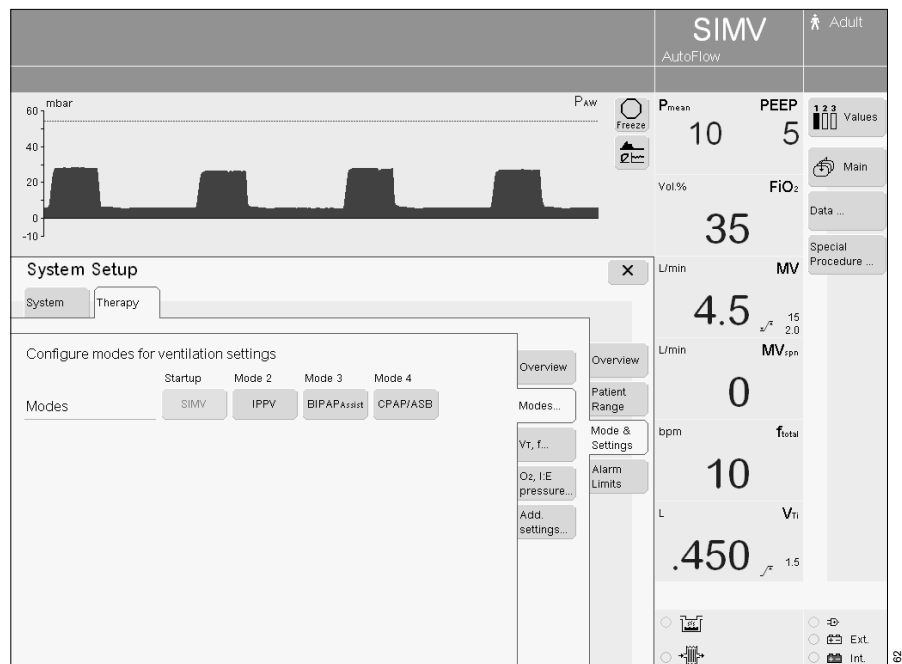 SIMV
AutoFlow
Adult
mbar
PAW
60
40
20
0
-10
Freeze
Pmean PEEP
10 5
Vol.% FiO2
35
L/min MV
4.5 15
2.0
L/min MVspn
0
bpm ftotal
10
L VTi
.450 1.5
1 2 3 Values
Main
Data ...
Special
Procedure ...
System Setup
X
System
Therapy
Configure modes for ventilation settings
Startup Mode 2 Mode 3 Mode 4
Modes SIMV IPPV BIPAPAssist CPAP/ASB
Overview
Modes...
VT, f...
O2, I:E
pressure...
Add.
settings...
Overview
Patient
Range
Mode &
Settings
Alarm
Limits
Ext.
Int.
62